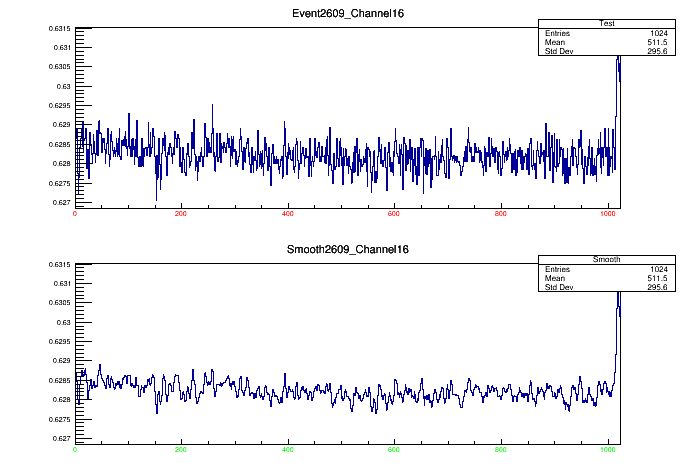 Event2609_Channel16
Test
Entries 1024
Mean 511.5
Std Dev 295.6
0.6315
0.631
0.6305
0.63
0.6295
0.629
0.6285
0.628
0.6275
0.627
0 200 400 600 800 1000
Smooth2609_Channel16
Smooth
Entries 1024
Mean 511.5
Std Dev 295.6
0.6315
0.631
0.6305
0.63
0.6295
0.629
0.6285
0.628
0.6275
0.627
0 200 400 600 800 1000